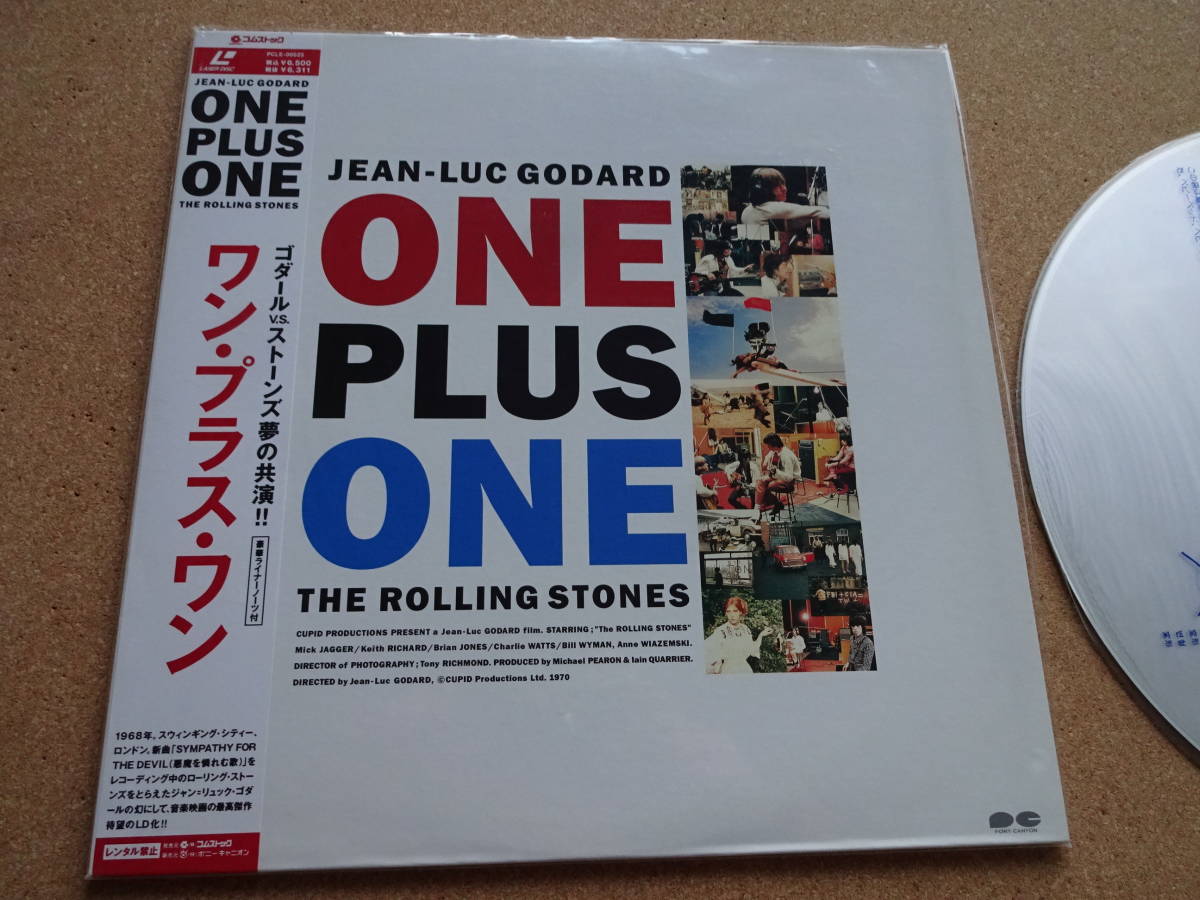 コムストック
LASER DISC
PCLE-00025
税込 ¥6,500
税抜 ¥6,311
JEAN-LUC GODARD
ONE
PLUS
ONE
THE ROLLING STONES
ゴダールV.S.ストーンズ夢の共演!!
豪華ライナーノーツ付
ワン・プラス・ワン
1968年。スウィンギング・シティー、
ロンドン。新曲「SYMPATHY FOR
THE DEVIL(悪魔を憐れむ歌)」を
レコーディング中のローリング・ストー
ンズをとらえたジャン=リュック・ゴダ
ールの幻にして、音楽映画の最高傑作
待望のLD化!!
レンタル禁止
発売元 コムストック
販売元 ポニーキャニオン
JEAN-LUC GODARD
ONE
PLUS
ONE
THE ROLLING STONES
CUPID PRODUCTIONS PRESENT a Jean-Luc GODARD film. STARRING ; "The ROLLING STONES"
Mick JAGGER/Keith RICHARD/Brian JONES/Charlie WATTS/Bill WYMAN, Anne WIAZEMSKI.
DIRECTOR of PHOTOGRAPHY ; Tony RICHMOND. PRODUCED by Michael PEARON & Iain QUARRIER.
DIRECTED by Jean-Luc GODARD, ©CUPID Productions Ltd. 1970
PONY CANYON